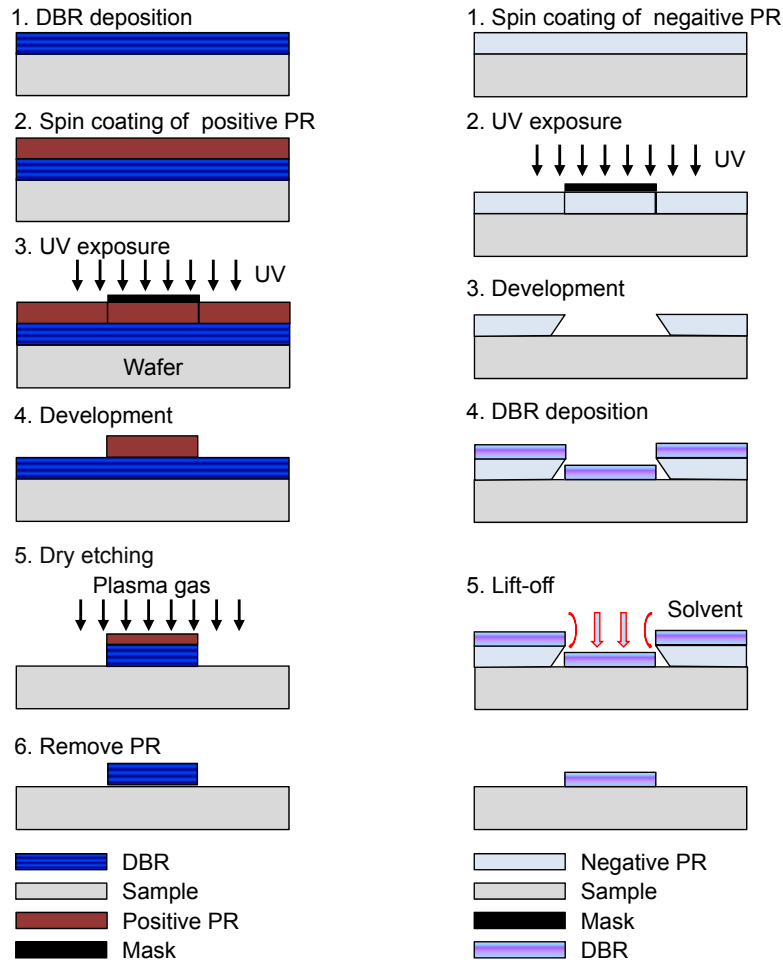 1. DBR deposition
2. Spin coating of positive PR
3. UV exposure
UV
Wafer
4. Development
5. Dry etching
Plasma gas
6. Remove PR
DBR
Sample
Positive PR
Mask
1. Spin coating of negaitive PR
2. UV exposure
UV
3. Development
4. DBR deposition
5. Lift-off
Solvent
Negative PR
Sample
Mask
DBR